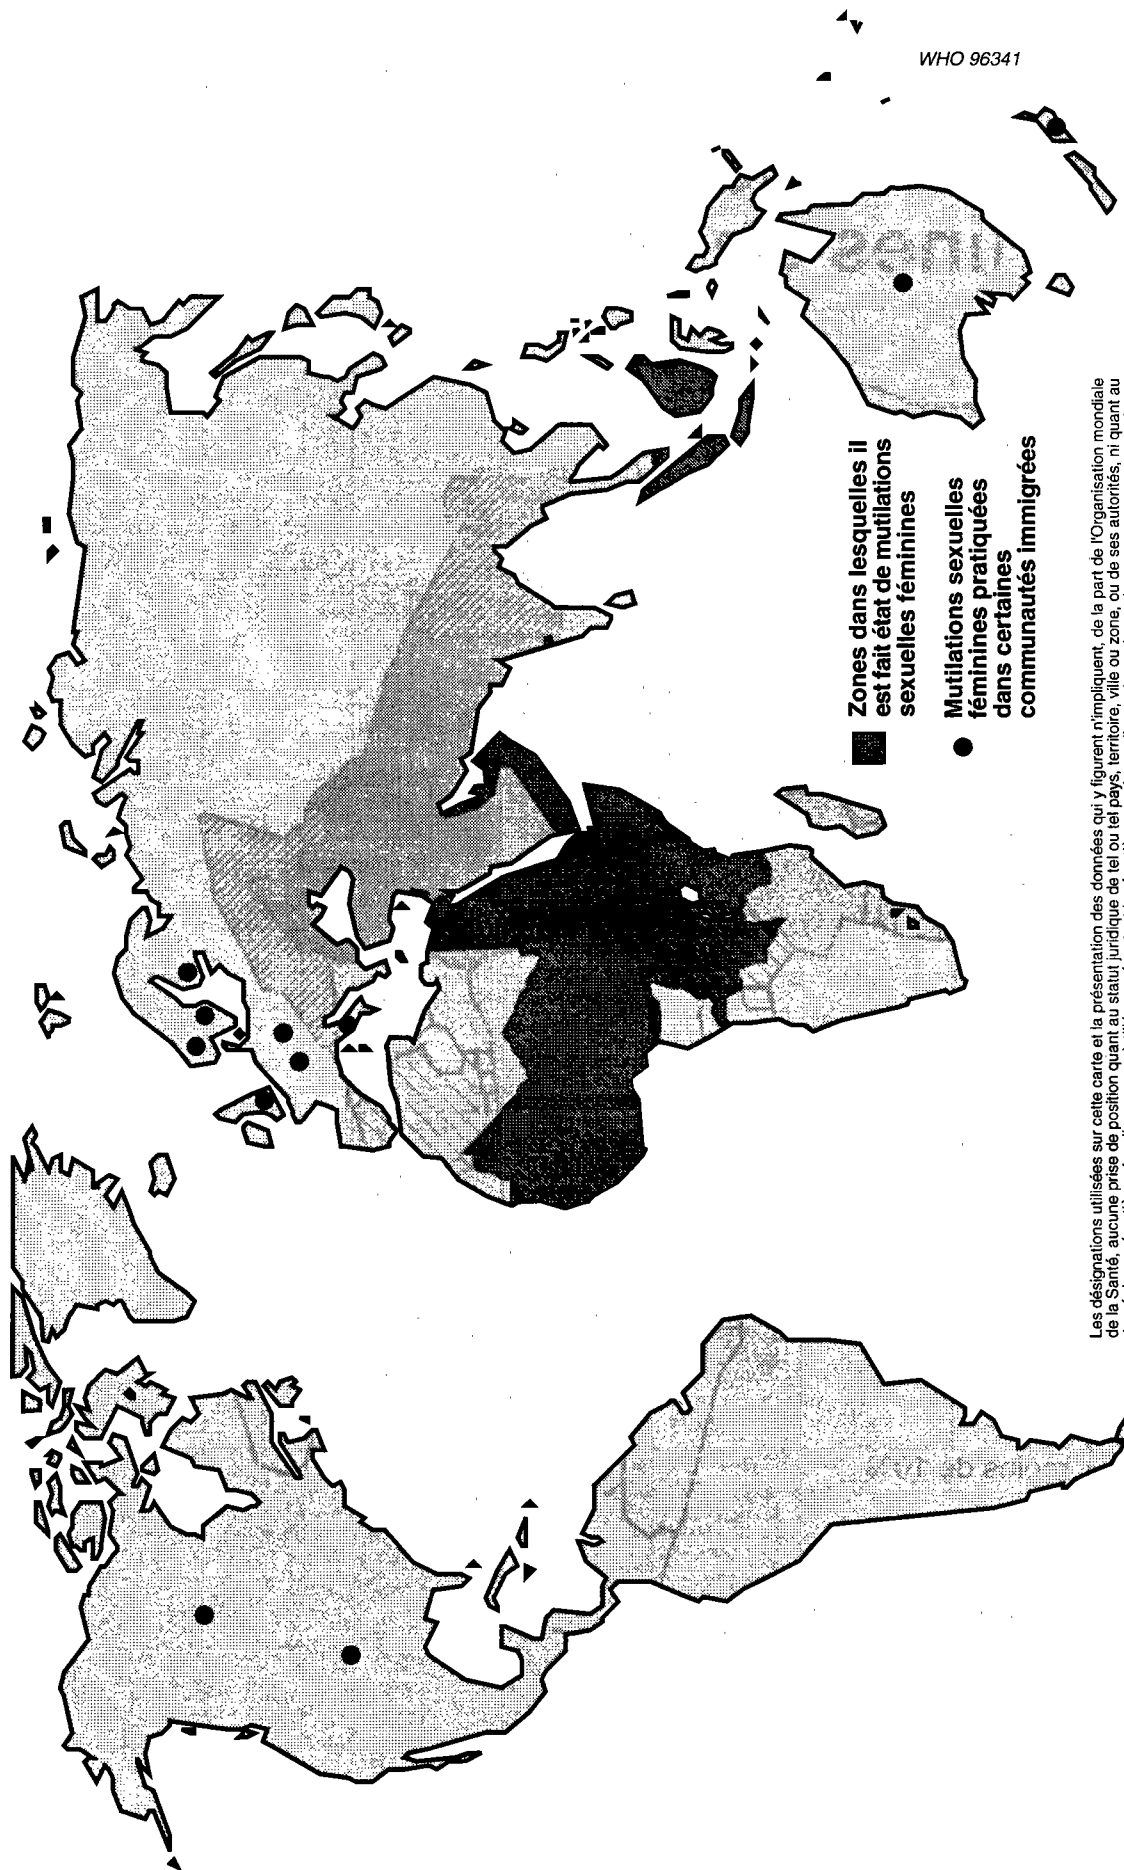 WHO 96341
Zones dans lesquelles il
est fait état de mutilations
sexuelles féminines
Mutilations sexuelles
féminines pratiquées
dans certaines
communautés immigrées
Les désignations utilisées sur cette carte et la présentation des données qui y figurent n'impliquent, de la part de l'Organisation mondiale
de la Santé, aucune prise de position quant au statut juridique de tel ou tel pays, territoire, ville ou zone, ou de ses autorités, ni quant au